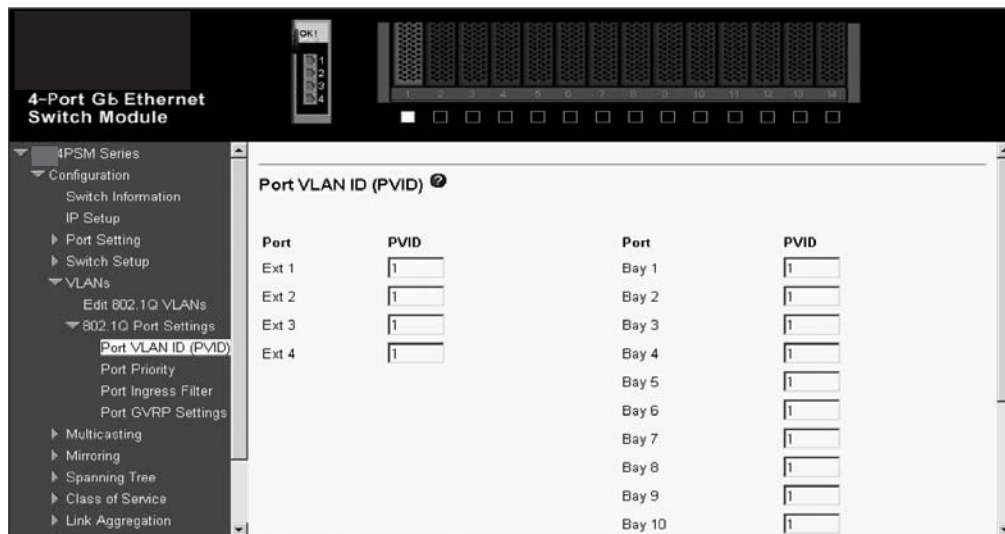 OK!
1
2
3
4
1 2 3 4 5 6 7 8 9 10 11 12 13 14
4-Port Gb Ethernet
Switch Module
4PSM Series
Configuration
Switch Information
IP Setup
Port Setting
Switch Setup
VLANs
Edit 802.1Q VLANs
802.1Q Port Settings
Port VLAN ID (PVID)
Port Priority
Port Ingress Filter
Port GVRP Settings
Multicasting
Mirroring
Spanning Tree
Class of Service
Link Aggregation
Port VLAN ID (PVID) ?
Port PVID Port PVID
Ext 1 1 Bay 1 1
Ext 2 1 Bay 2 1
Ext 3 1 Bay 3 1
Ext 4 1 Bay 4 1
Bay 5 1
Bay 6 1
Bay 7 1
Bay 8 1
Bay 9 1
Bay 10 1